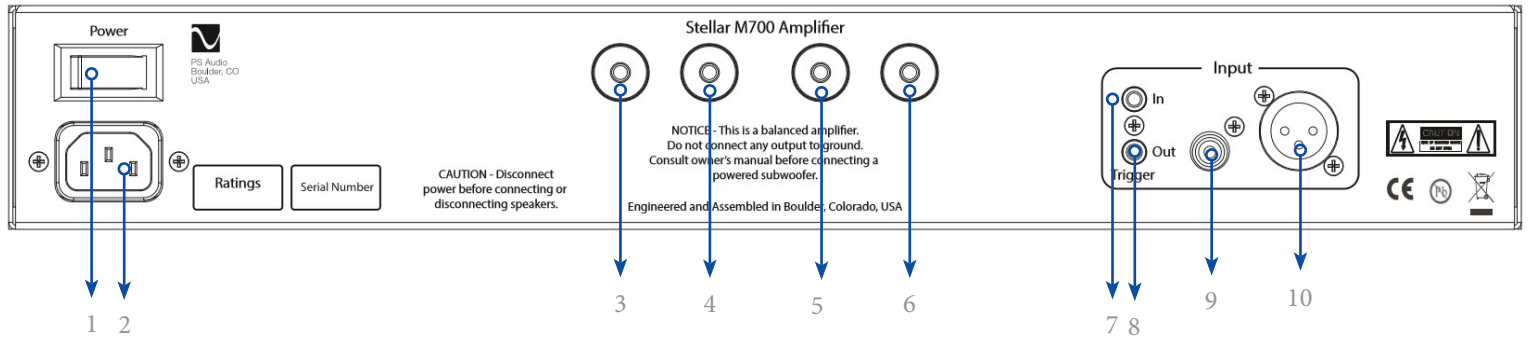 Power
PS Audio
Boulder, CO
USA
Ratings
Serial Number
CAUTION - Disconnect
power before connecting or
disconnecting speakers.
Stellar M700 Amplifier
NOTICE - This is a balanced amplifier.
Do not connect any output to ground.
Consult owner's manual before connecting a
powered subwoofer.
Engineered and Assembled in Boulder, Colorado, USA
Input
In
Out
Trigger
CAUTION
CE
Pb
1
2
3
4
5
6
7
8
9
10